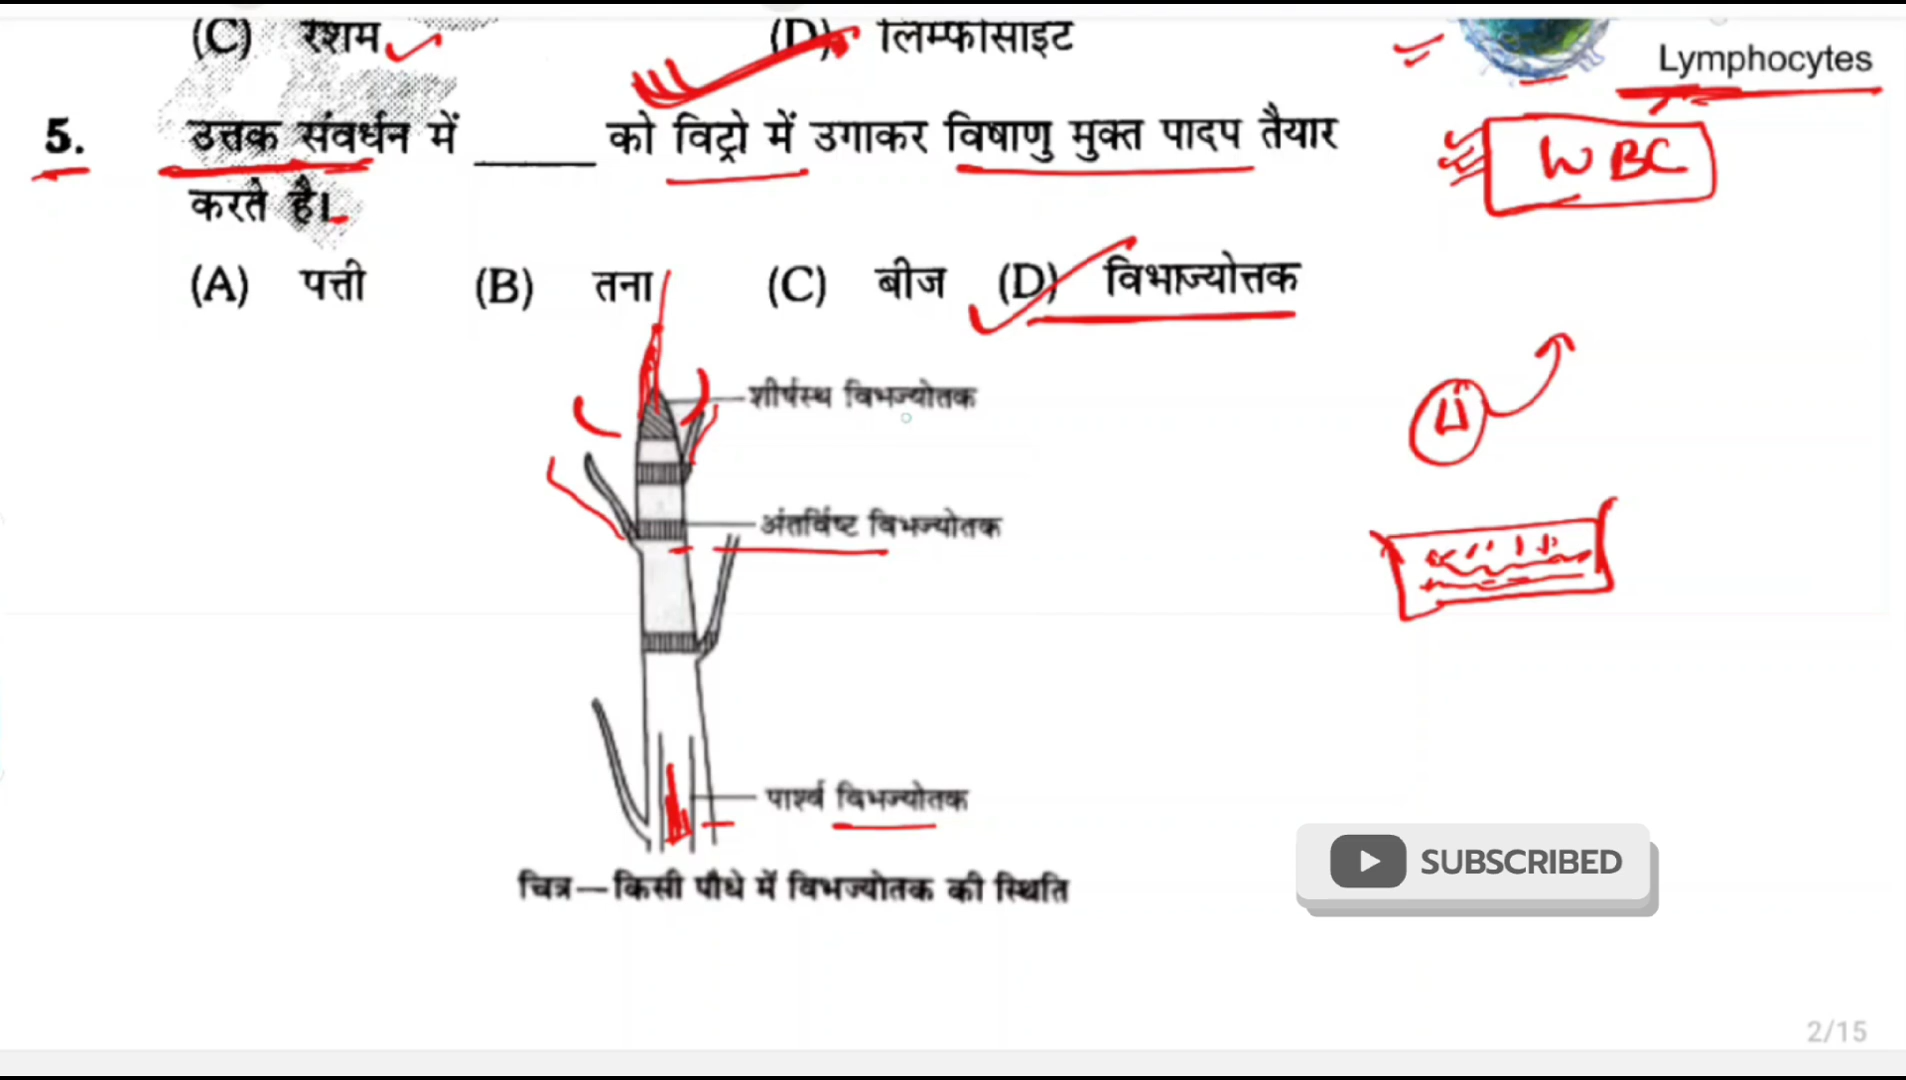 (C) रेशम (D) लिम्फोसाइट
Lymphocytes
5. उत्तक संवर्धन में ______ को विट्रो में उगाकर विषाणु मुक्त पादप तैयार
करते है।
WBC
(A) पत्ती (B) तना (C) बीज (D) विभाज्योत्तक
शीर्षस्थ विभज्योतक
अंतर्विष्ट विभज्योतक
पार्श्व विभज्योतक
चित्र—किसी पौधे में विभज्योतक की स्थिति
SUBSCRIBED
2/15